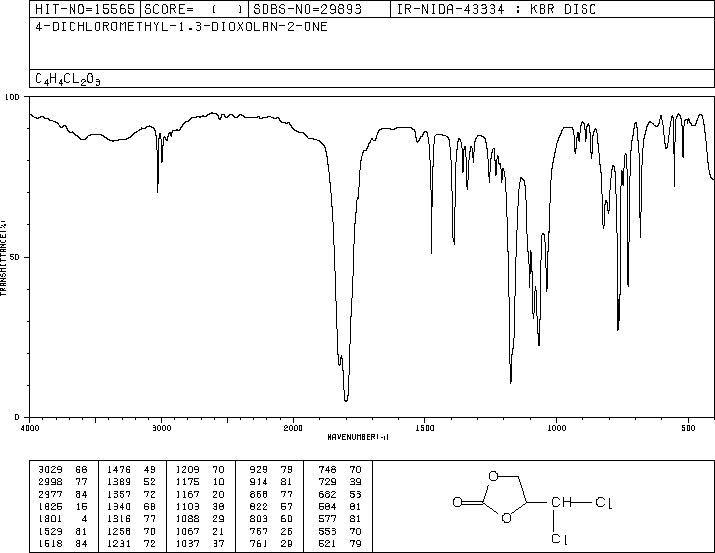 HIT-NO=15565 SCORE= ( ) SDBS-NO=29893 IR-NIDA-43334 : KBR DISC
4-DICHLOROMETHYL-1,3-DIOXOLAN-2-ONE
C4H4CL2O3
100
50
0
TRANSMITTANCE(%)
4000 3000 2000 1500 1000 500
WAVENUMBER(-1)
3029 68 1476 49 1209 70 929 79 748 70
2998 77 1389 52 1175 10 914 81 729 39
2977 84 1357 72 1167 20 868 77 682 53
1825 15 1340 68 1103 38 822 57 584 81
1801 4 1316 77 1088 29 803 60 577 81
1529 81 1258 70 1067 21 767 26 553 70
1518 84 1231 72 1037 37 761 29 521 79
O O O CH Cl Cl